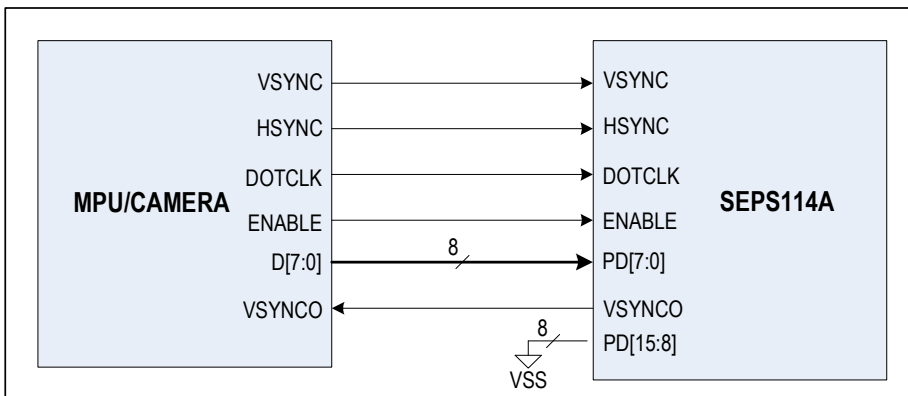 VSYNC VSYNC
HSYNC HSYNC
DOTCLK DOTCLK
MPU/CAMERA SEPS114A
ENABLE ENABLE
8
D[7:0] PD[7:0]
VSYNCO VSYNCO
8
PD[15:8]
VSS